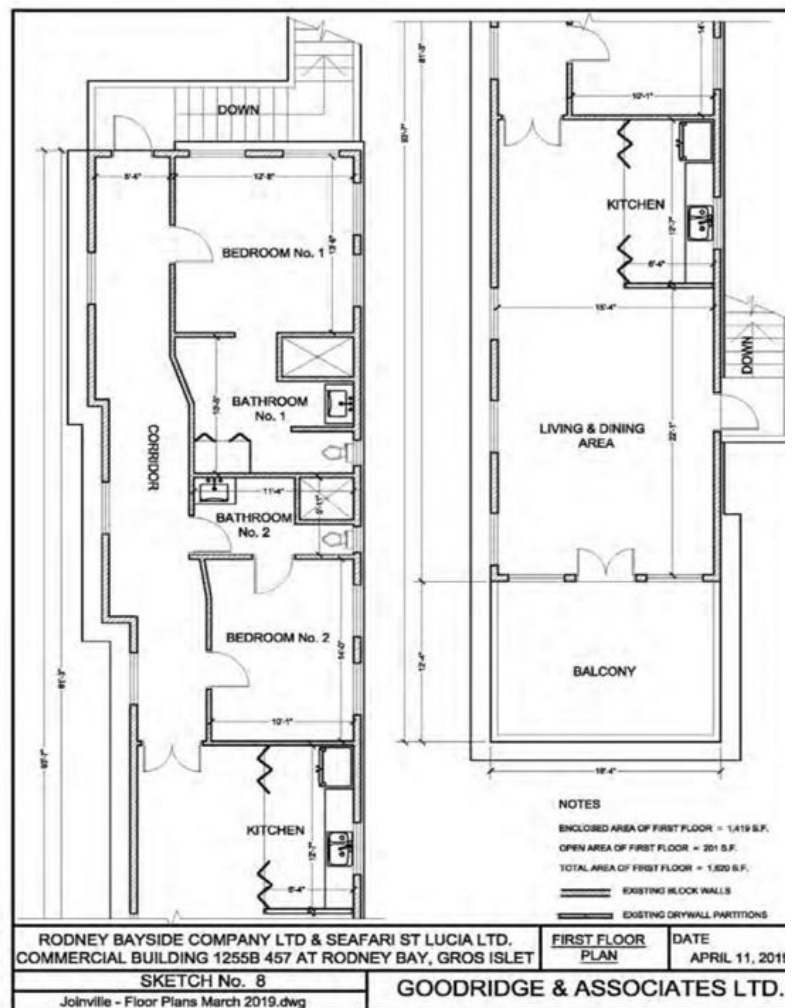 DOWN
5'-4"
12'-8"
BEDROOM No. 1
13'-6"
BATHROOM
No. 1
CORRIDOR
11'-4"
BATHROOM
No. 2
BEDROOM No. 2
14'-0"
10'-1"
KITCHEN
12'-7"
81'-3"
10'-1"
KITCHEN
12'-7"
15'-4"
DOWN
LIVING & DINING
AREA
22'-1"
BALCONY
12'-4"
NOTES
ENCLOSED AREA OF FIRST FLOOR = 1,419 S.F.
OPEN AREA OF FIRST FLOOR = 201 S.F.
TOTAL AREA OF FIRST FLOOR = 1,620 S.F.
EXISTING BLOCK WALLS
EXISTING DRYWALL PARTITIONS
RODNEY BAYSIDE COMPANY LTD & SEAFARI ST LUCIA LTD.
COMMERCIAL BUILDING 1255B 457 AT RODNEY BAY, GROS ISLET
FIRST FLOOR
PLAN
DATE
APRIL 11, 2019
SKETCH No. 8
Joinville - Floor Plans March 2019.dwg
GOODRIDGE & ASSOCIATES LTD.